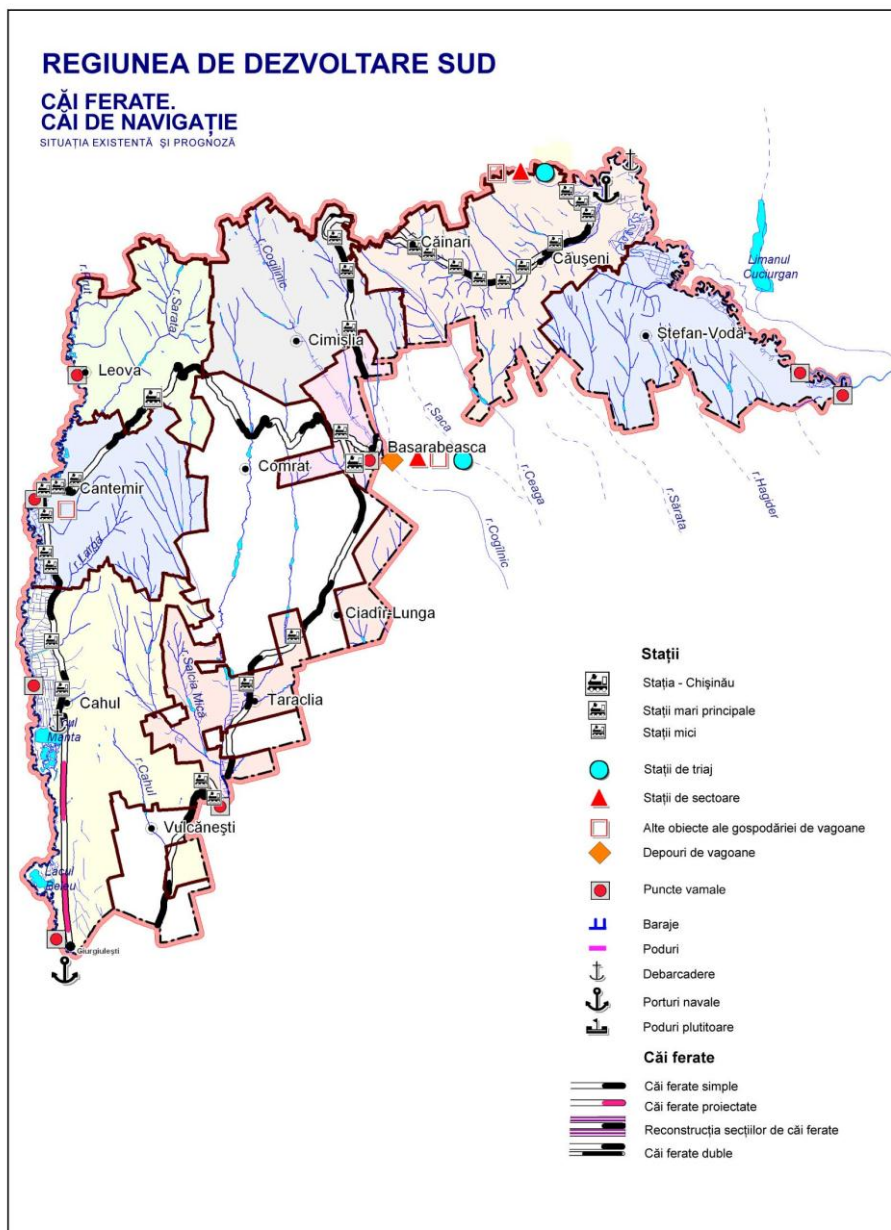 REGIUNEA DE DEZVOLTARE SUD
CĂI FERATE.
CĂI DE NAVIGAȚIE
SITUAȚIA EXISTENTĂ ȘI PROGNOZĂ
Căinari
Căușeni
Limanul
Cuciurgan
r.Prut
r.Sarata
r.Cogîlnic
Cimișlia
Ștefan-Vodă
Leova
Basarabeasca
r.Saca
r.Ceaga
r.Sărata
r.Hagider
r.Cogîlnic
Comrat
Cantemir
r.Larga
Ciadîr-Lunga
r.Salcia Mică
Taraclia
Cahul
Manta
r.Cahul
Vulcănești
Lacul
Beleu
Giurgiulești
Stații
Stația - Chișinău
Stații mari principale
Stații mici
Stații de triaj
Stații de sectoare
Alte obiecte ale gospodăriei de vagoane
Depouri de vagoane
Puncte vamale
Baraje
Poduri
Debarcadere
Porturi navale
Poduri plutitoare
Căi ferate
Căi ferate simple
Căi ferate proiectate
Reconstrucția secțiilor de căi ferate
Căi ferate duble